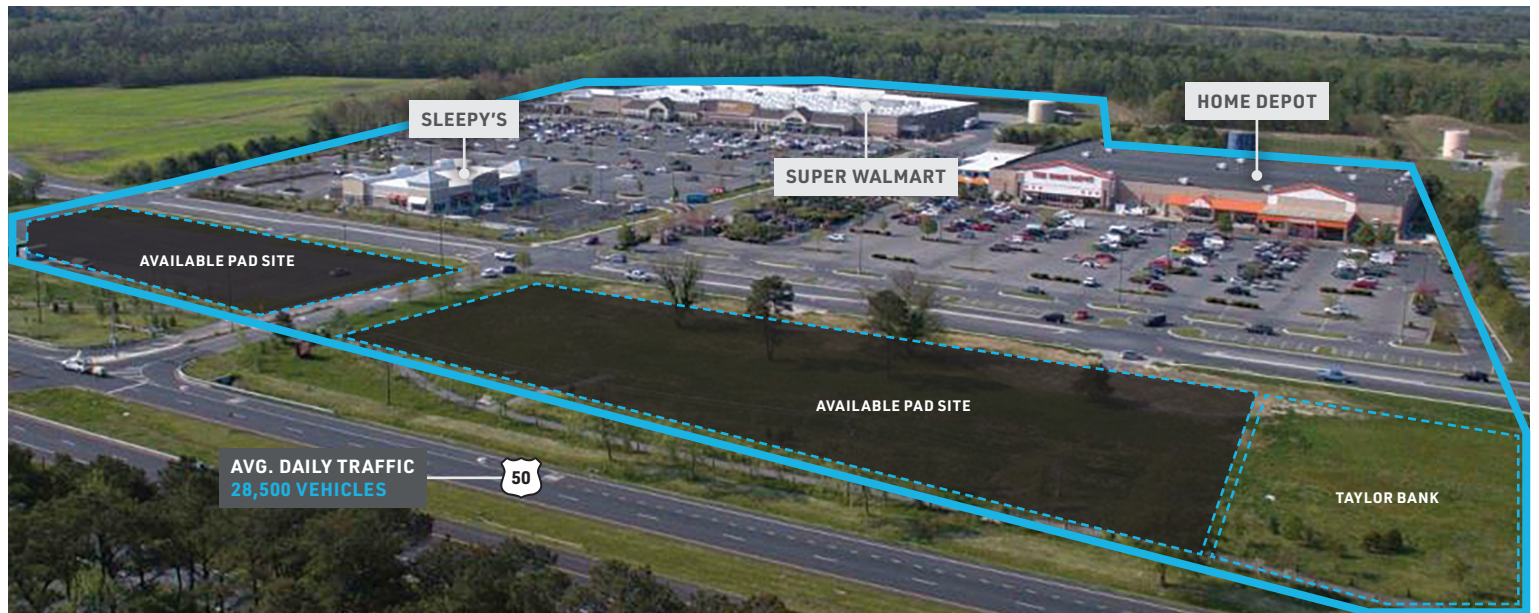 SLEEPY'S
HOME DEPOT
SUPER WALMART
AVAILABLE PAD SITE
AVAILABLE PAD SITE
AVG. DAILY TRAFFIC
28,500 VEHICLES
50
TAYLOR BANK